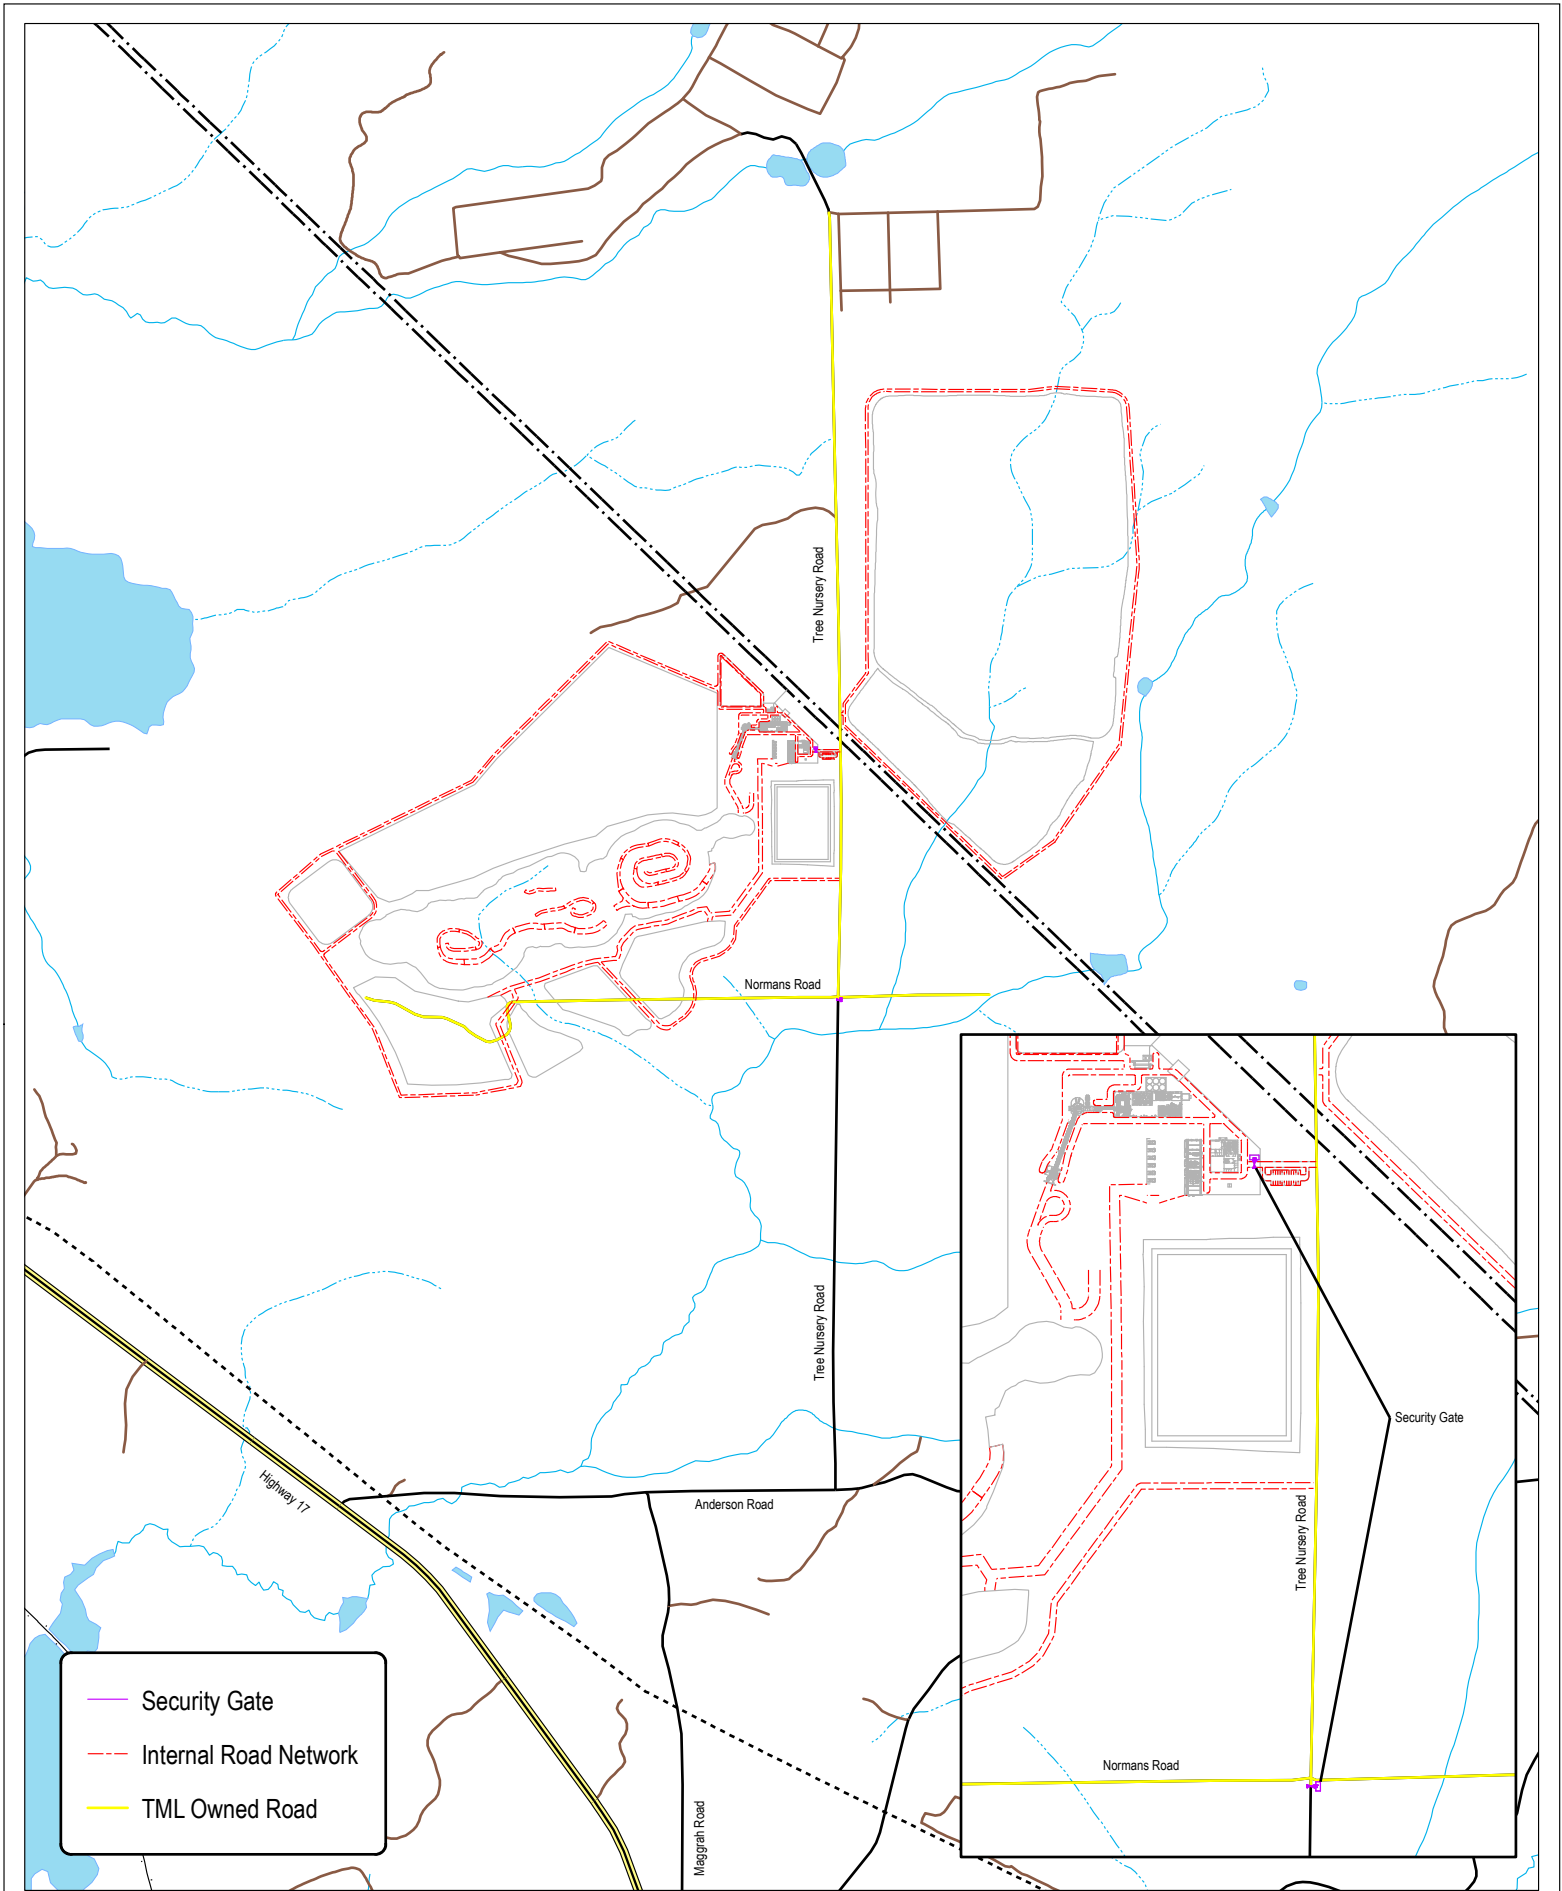 Tree Nursery Road
Normans Road
Tree Nursery Road
Security Gate
Highway 17
Anderson Road
Tree Nursery Road
Security Gate
Internal Road Network
TML Owned Road
Normans Road
Maggrah Road